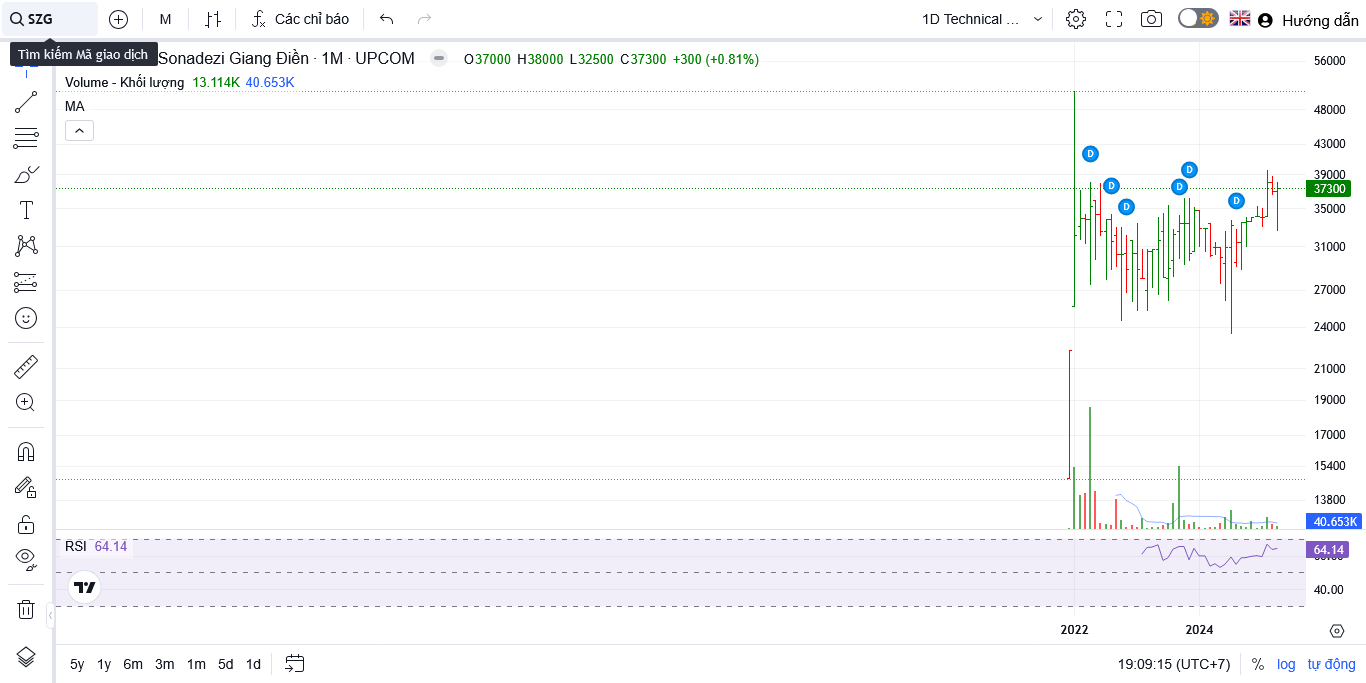 SZG
M
Các chỉ báo
1D Technical ...
Hướng dẫn
Tìm kiếm Mã giao dịch
Sonadezi Giang Điền · 1M · UPCOM
O37000 H38000 L32500 C37300 +300 (+0.81%)
Volume - Khối lượng 13.114K 40.653K
MA
56000
48000
43000
39000
37300
35000
31000
27000
24000
21000
19000
17000
15400
13800
40.653K
D
D
D
D
D
D
RSI 64.14
64.14
40.00
2022
2024
5y 1y 6m 3m 1m 5d 1d
19:09:15 (UTC+7)
% log tự động